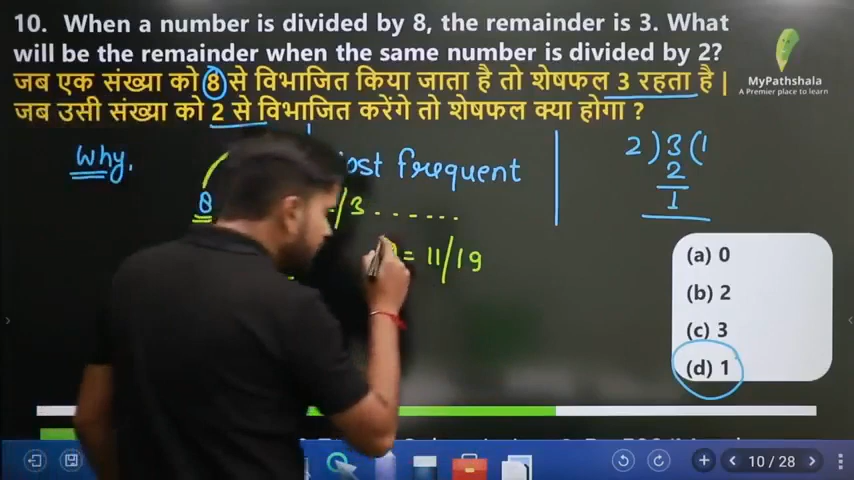 10. When a number is divided by 8, the remainder is 3. What
will be the remainder when the same number is divided by 2?
जब एक संख्या को 8 से विभाजित किया जाता है तो शेषफल 3 रहता है |
जब उसी संख्या को 2 से विभाजित करेंगे तो शेषफल क्या होगा ?
MyPathshala
A Premier place to learn
Why.
frequent
8
/3.......
= 11/19
2)3(1
2
1
(a) 0
(b) 2
(c) 3
(d) 1
10 / 28